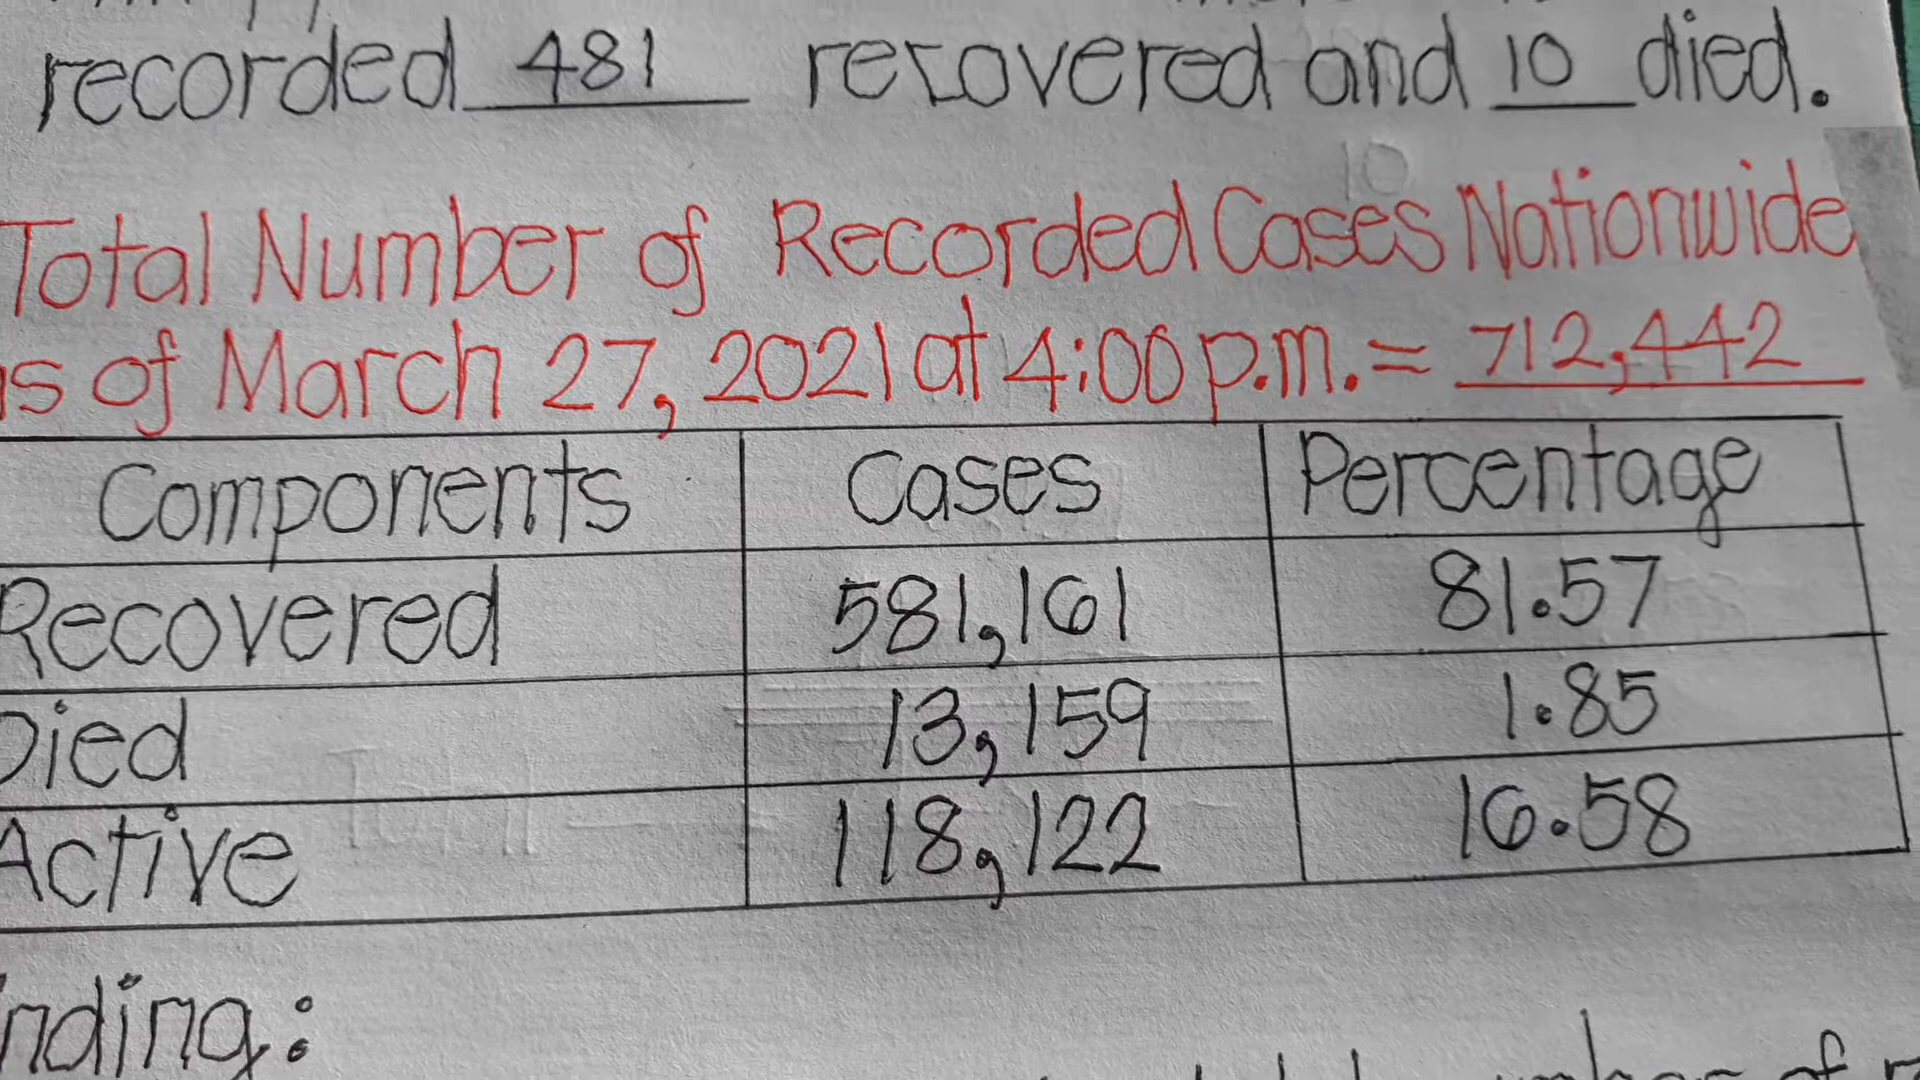 recorded 481 recovered and 10 died.
10
Total Number of Recorded Cases Nationwide
as of March 27, 2021 at 4:00 p.m. = 712,442
Components Cases Percentage
Recovered 581,161 81.57
Died 13,159 1.85
Active 118,122 16.58
nding: